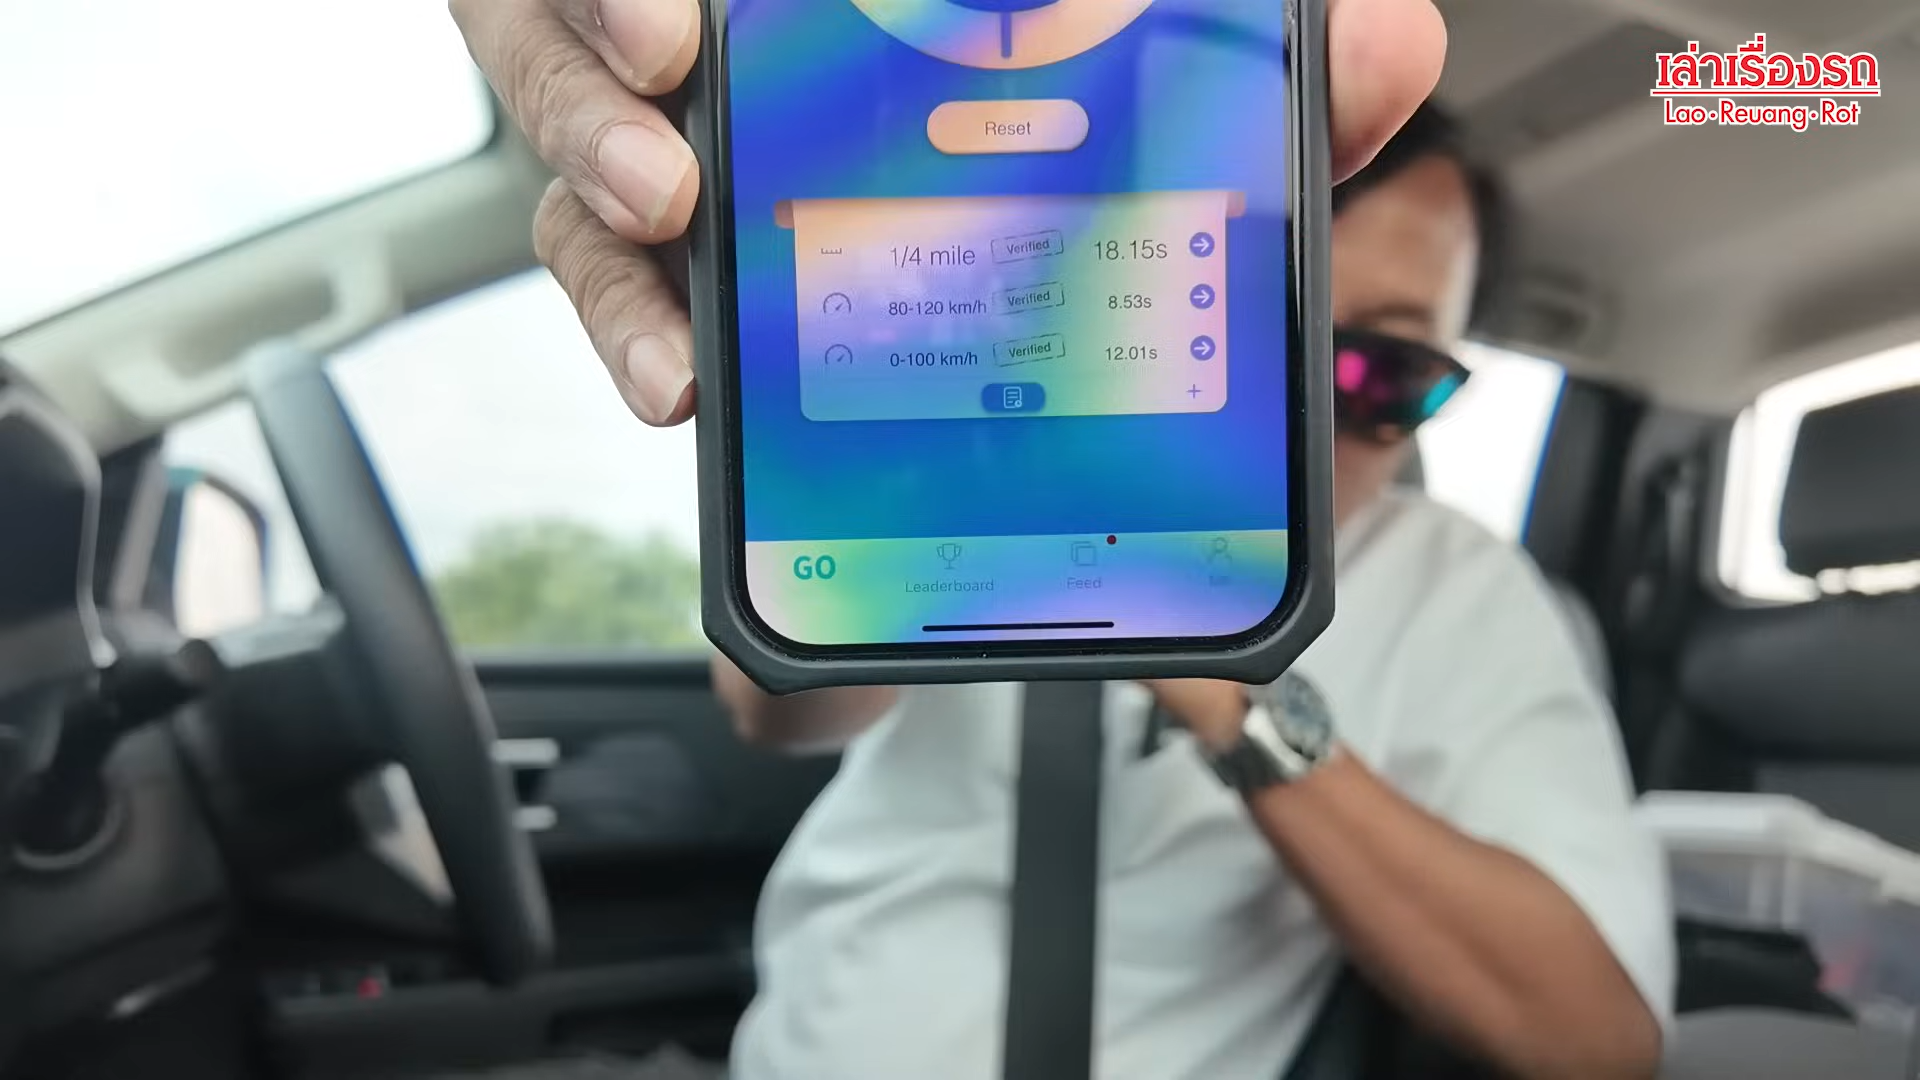 เล่าเรื่องรถ
Lao·Reuang·Rot
Reset
1/4 mile Verified 18.15s
80-120 km/h Verified 8.53s
0-100 km/h Verified 12.01s
GO
Leaderboard
Feed